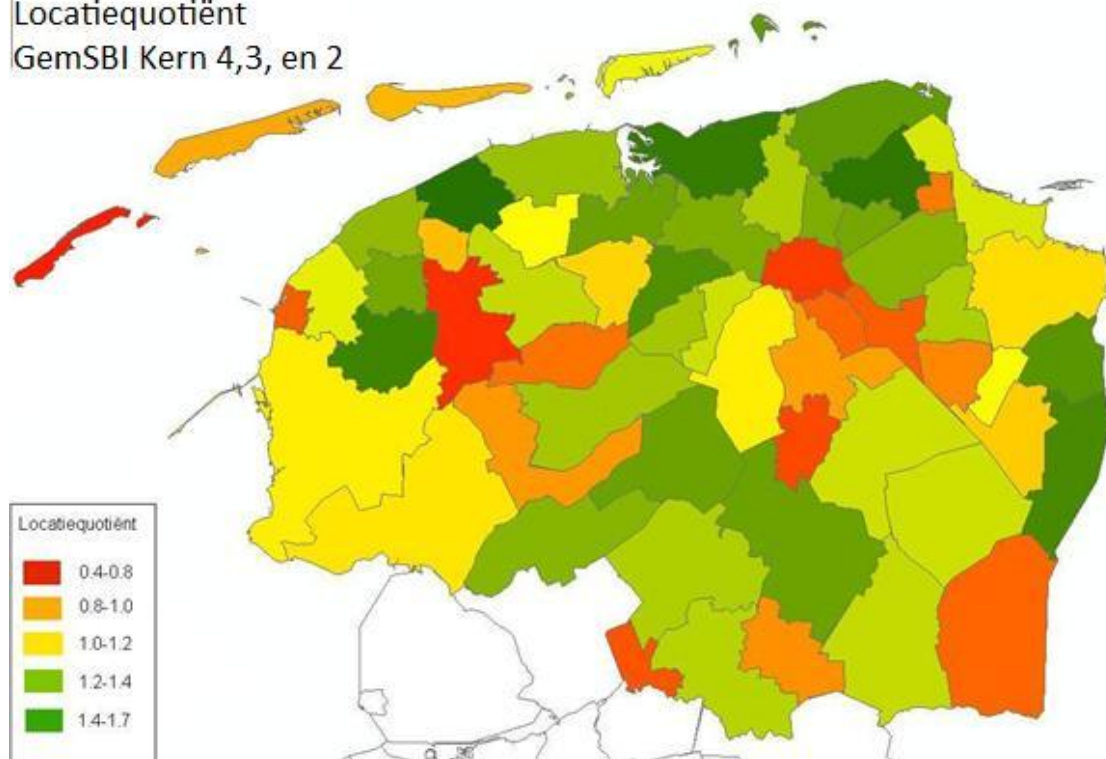 Locatiequotiënt
GemSBI Kern 4,3, en 2
Locatiequotiënt
0.4-0.8
0.8-1.0
1.0-1.2
1.2-1.4
1.4-1.7